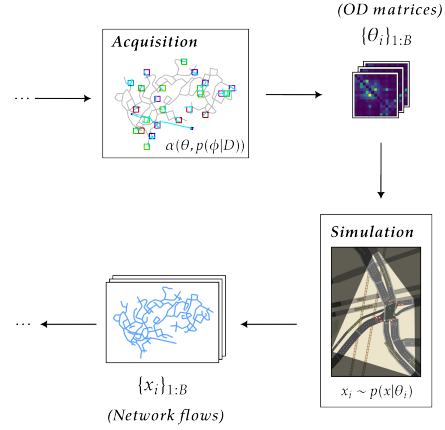 (OD matrices)
{θᵢ}₁:B
Acquisition
...
α(θ, p(ϕ|D))
Simulation
xᵢ ~ p(x|θᵢ)
...
{xᵢ}₁:B
(Network flows)